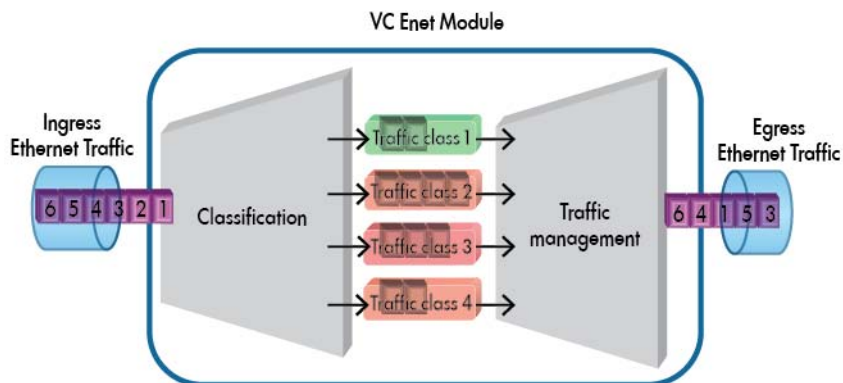 VC Enet Module
Ingress
Ethernet Traffic
6 5 4 3 2 1
Classification
Traffic class 1
Traffic class 2
Traffic class 3
Traffic class 4
Traffic
management
Egress
Ethernet Traffic
6 4 1 5 3